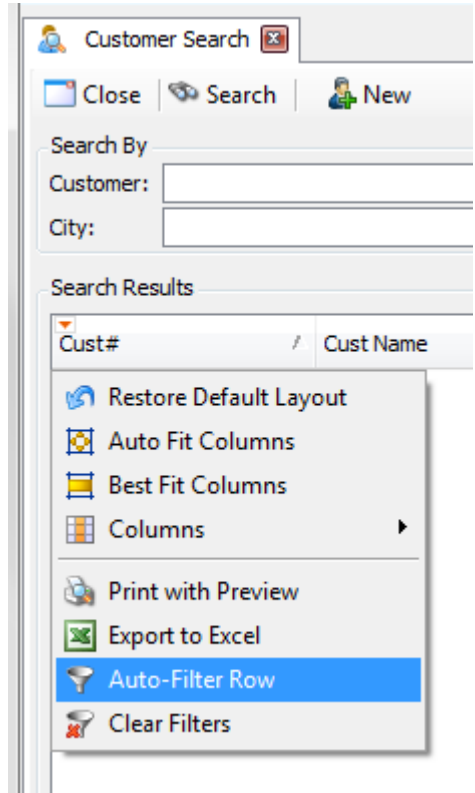 Customer Search
Close Search New
Search By
Customer:
City:
Search Results
Cust# Cust Name
Restore Default Layout
Auto Fit Columns
Best Fit Columns
Columns
Print with Preview
Export to Excel
Auto-Filter Row
Clear Filters